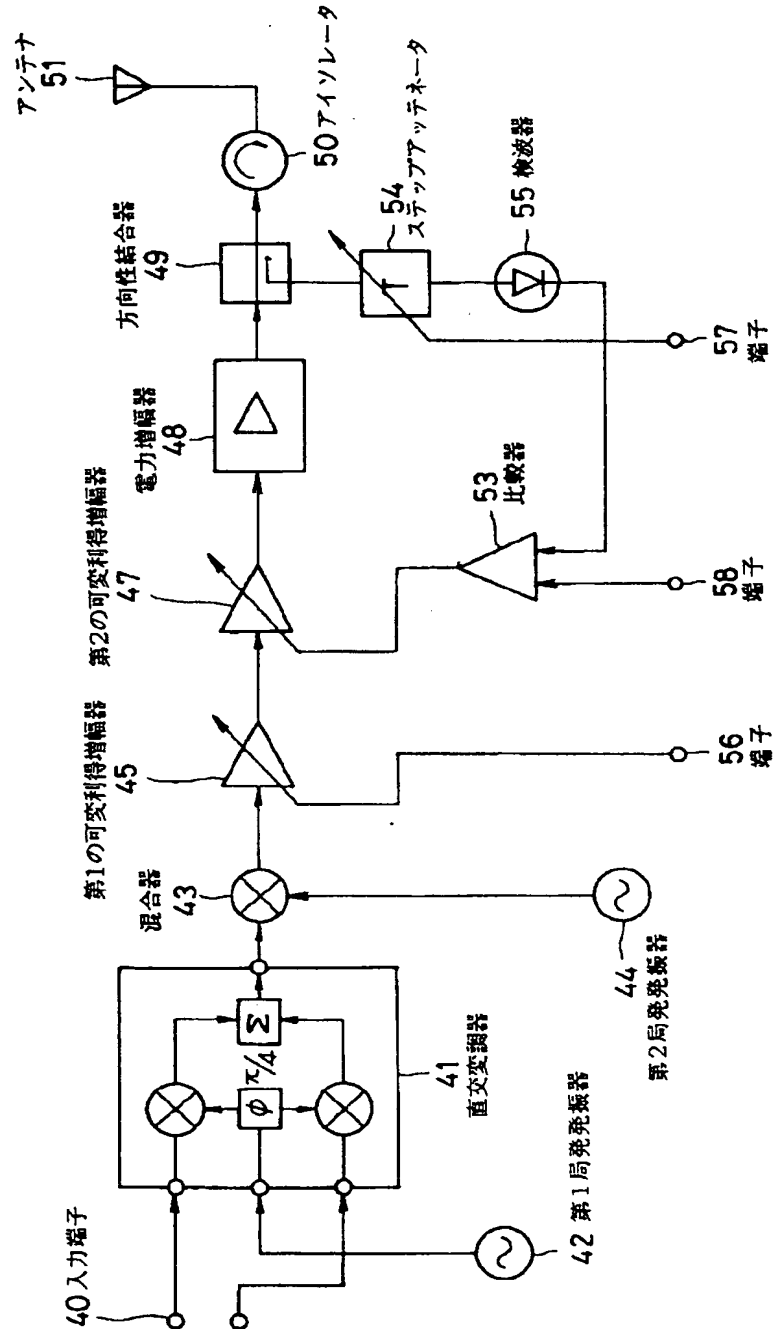 40 入力端子
41
直交変調器
42 第1局発発振器
π/4
φ
Σ
混合器
43
44
第2局発発振器
第1の可変利得増幅器
45
第2の可変利得増幅器
47
電力増幅器
48
方向性結合器
49
50 アイソレータ
アンテナ
51
53
比較器
54
ステップアッテネータ
55 検波器
56
端子
58
端子
57
端子